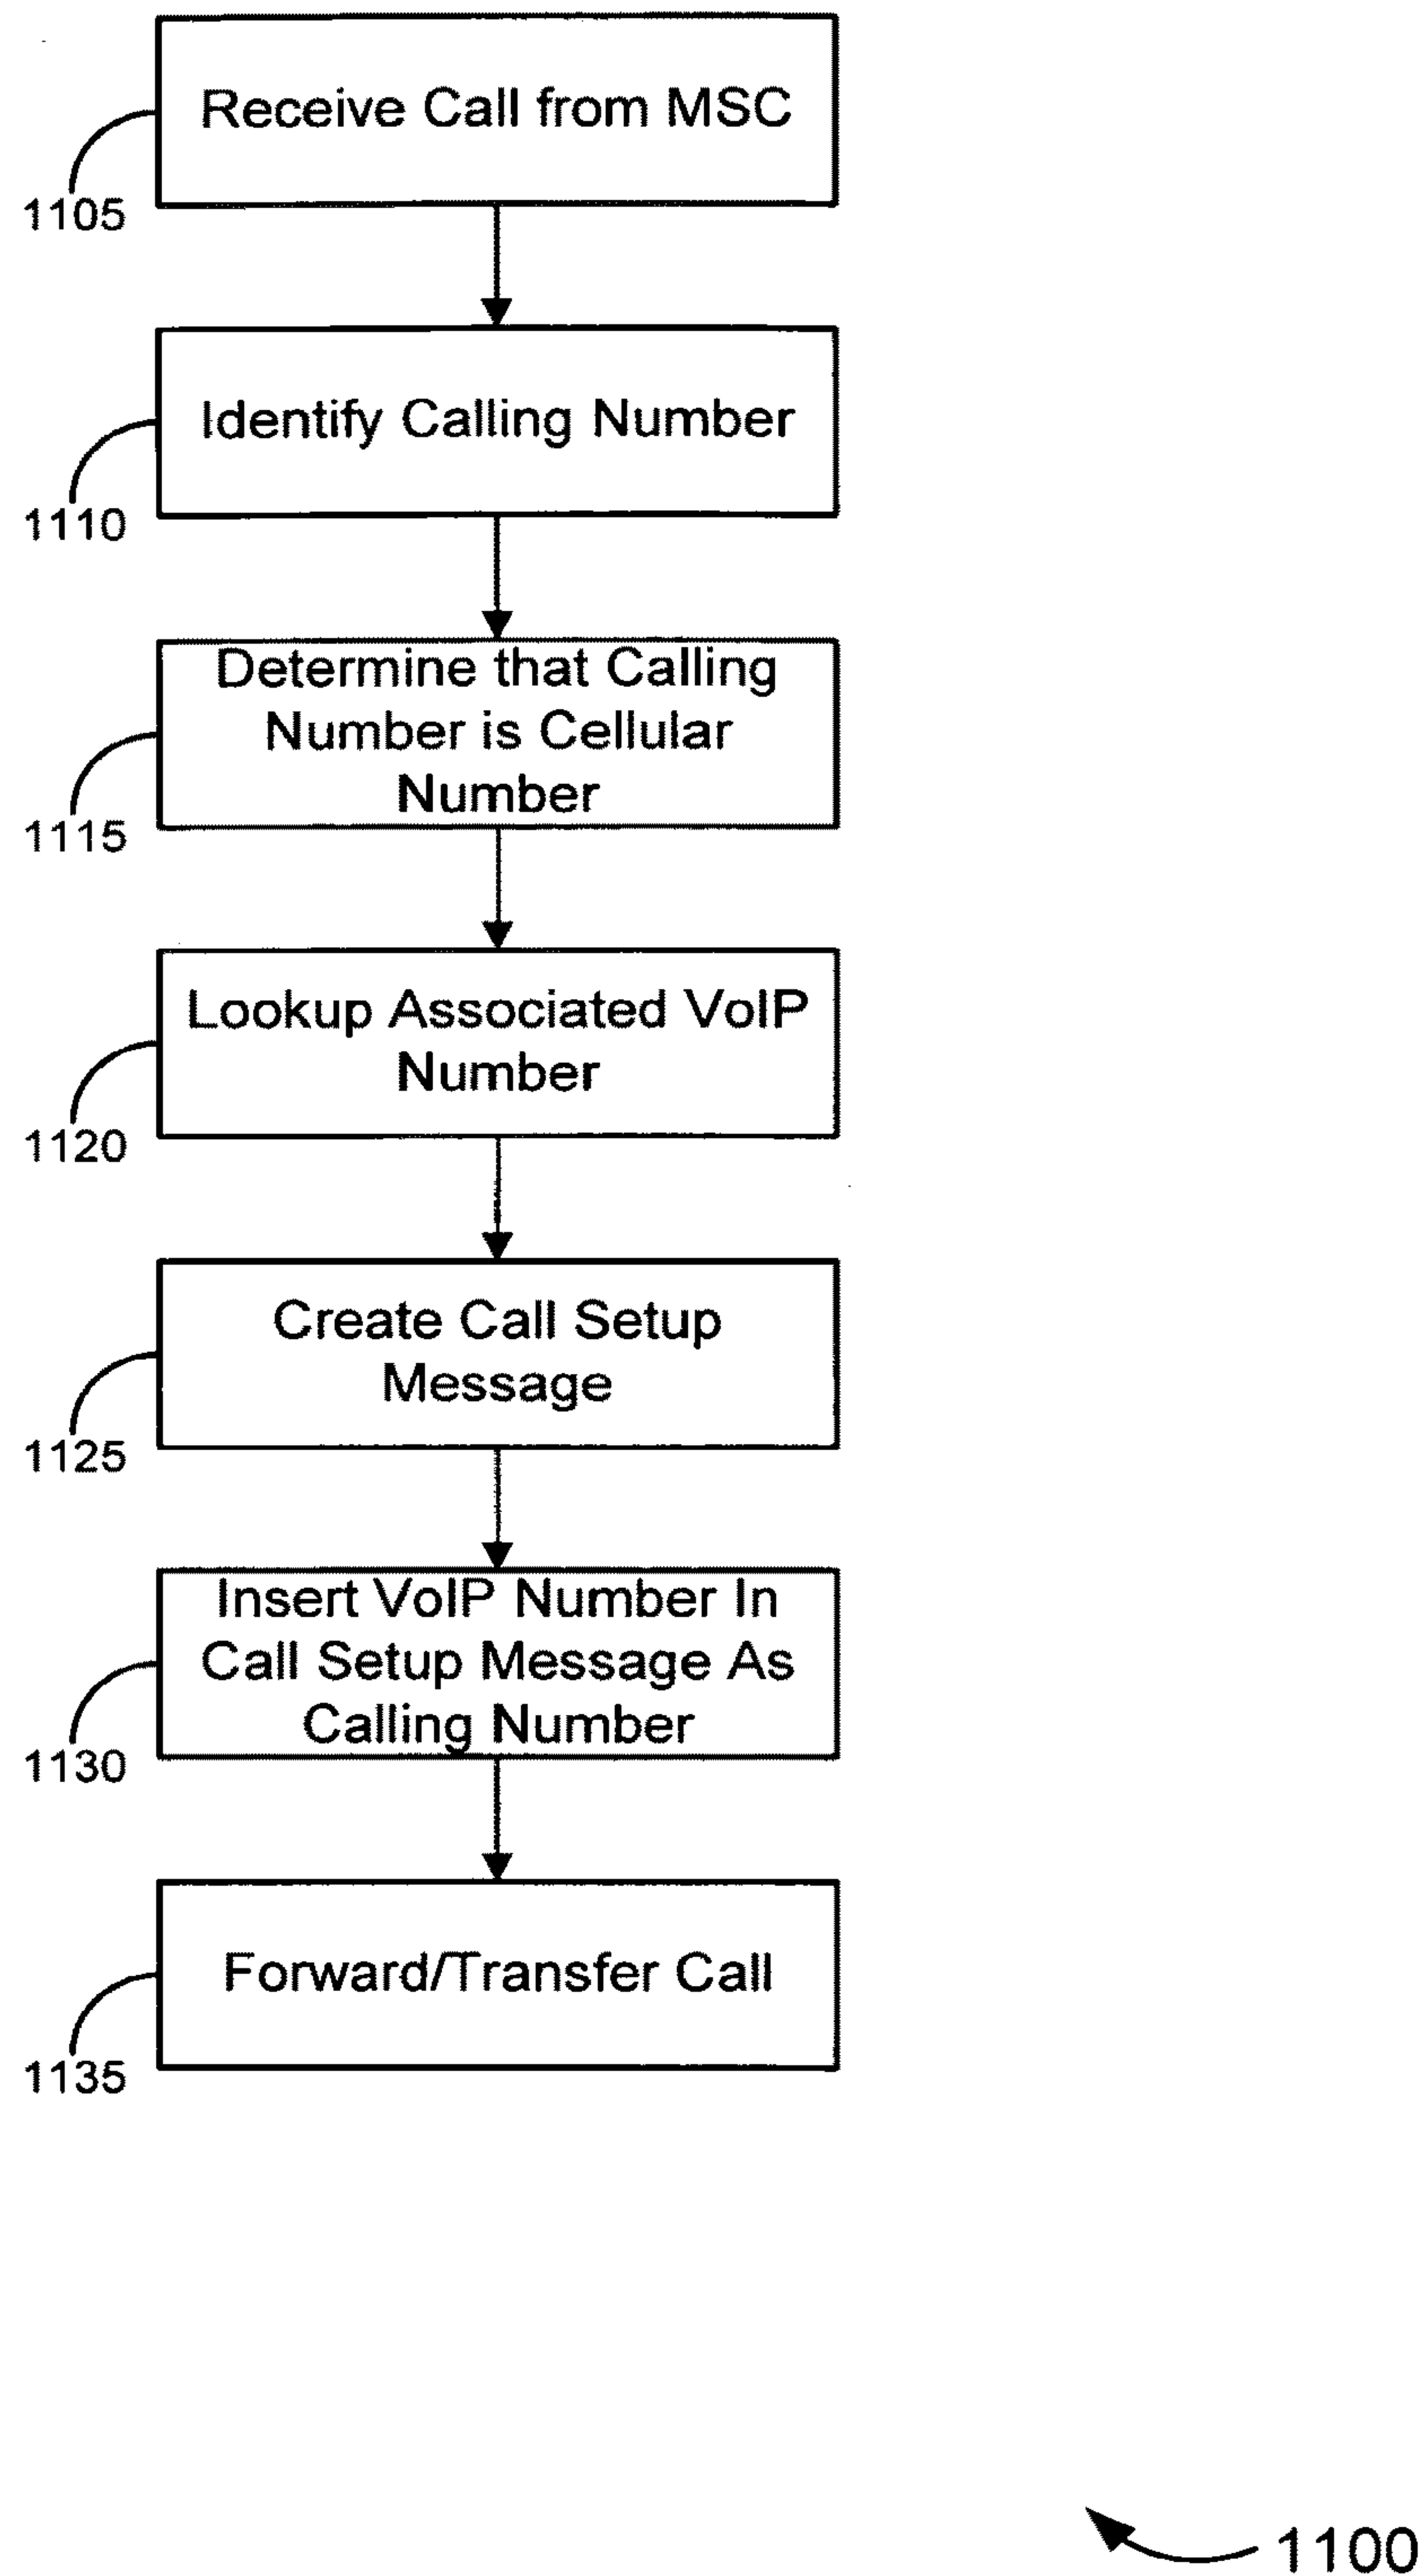 Receive Call from MSC
1105
Identify Calling Number
1110
Determine that Calling
Number is Cellular
Number
1115
Lookup Associated VoIP
Number
1120
Create Call Setup
Message
1125
Insert VoIP Number In
Call Setup Message As
Calling Number
1130
Forward/Transfer Call
1135
1100